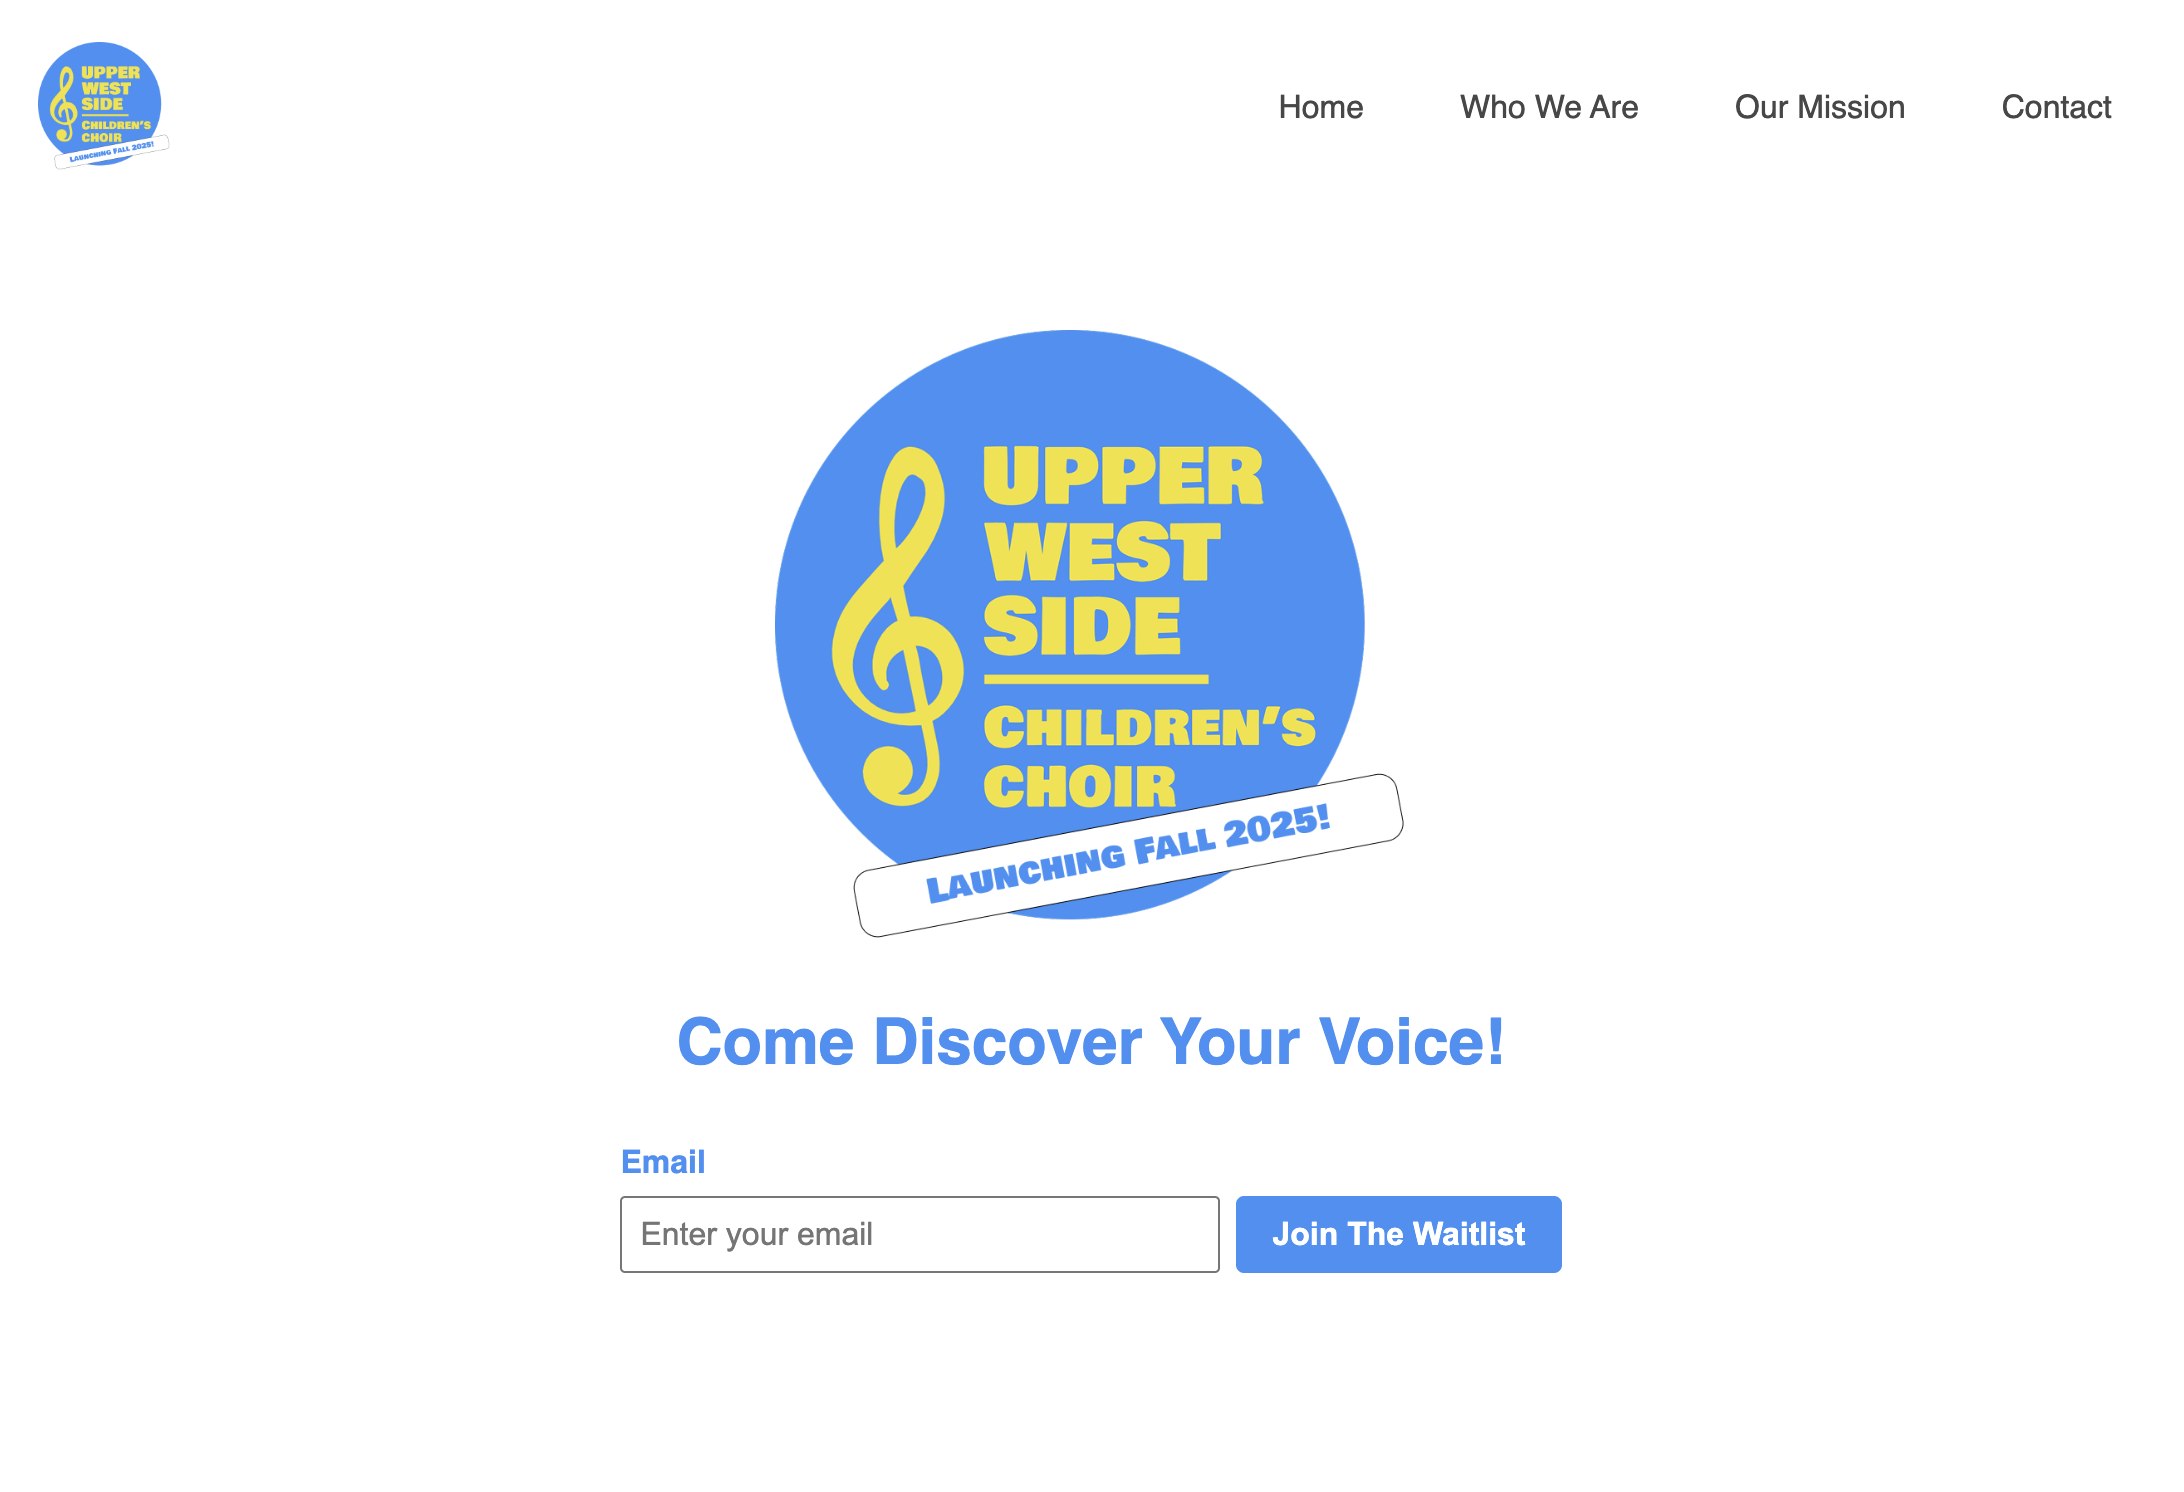 UPPER
WEST
SIDE
CHILDREN'S
CHOIR
LAUNCHING FALL 2025!
Home Who We Are Our Mission Contact
UPPER
WEST
SIDE
CHILDREN'S
CHOIR
LAUNCHING FALL 2025!
Come Discover Your Voice!
Email
Enter your email Join The Waitlist